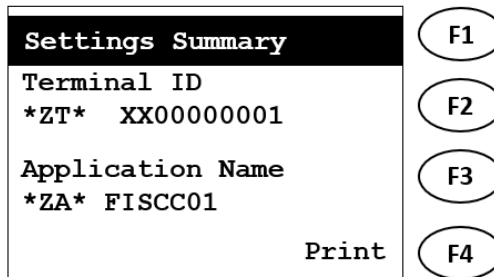 Settings Summary
F1
Terminal ID
*ZT* XX00000001
F2
Application Name
*ZA* FISCC01
F3
Print
F4